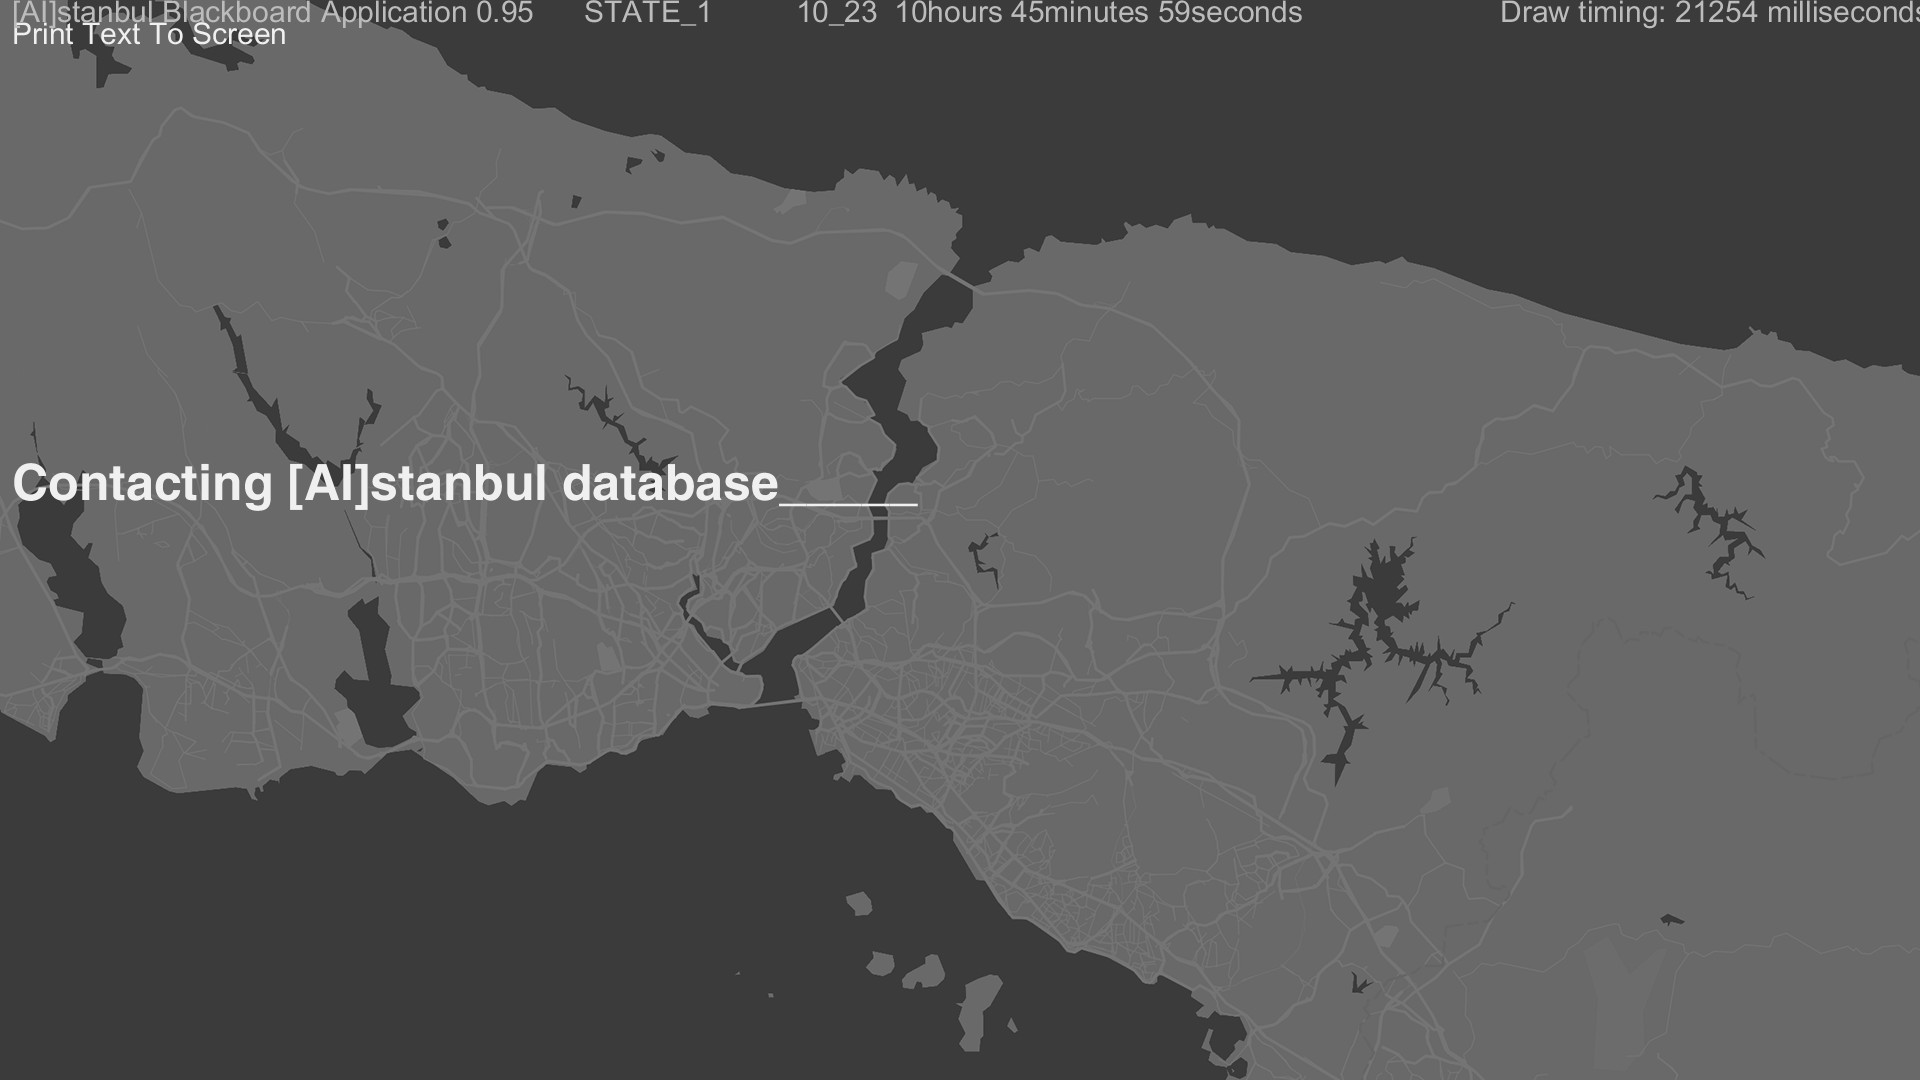 [AI]stanbul Blackboard Application 0.95 STATE_1 10_23 10hours 45minutes 59seconds Draw timing: 21254 milliseconds
Print Text To Screen
Contacting [AI]stanbul database_____